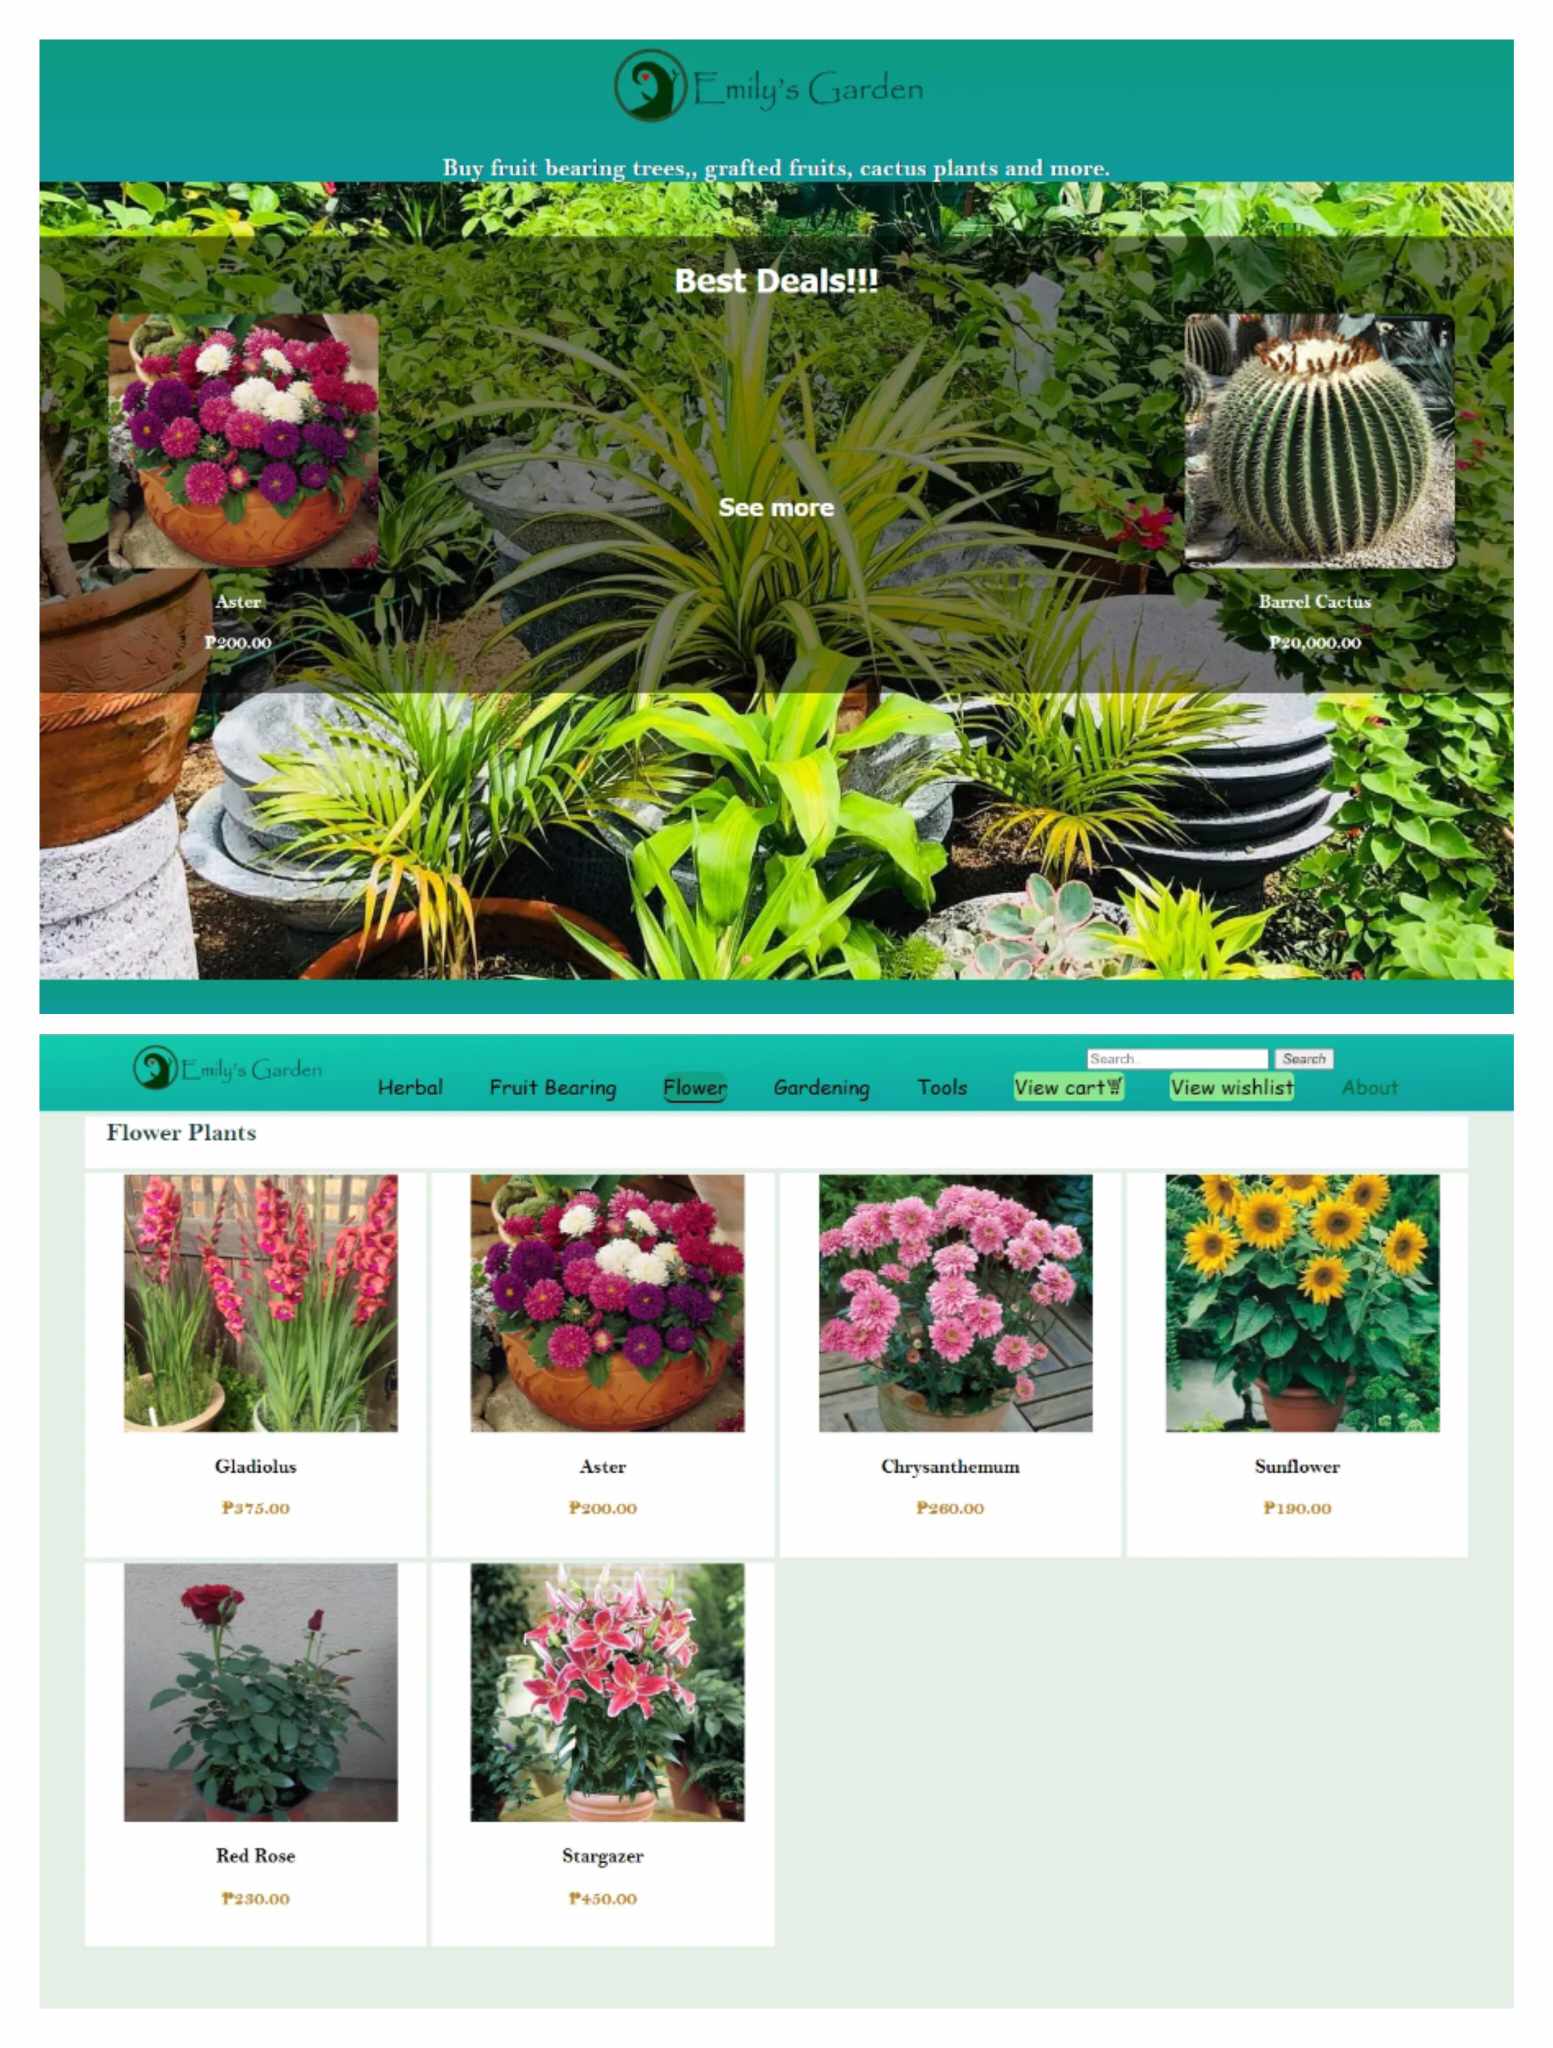 Emily's Garden
Buy fruit bearing trees,, grafted fruits, cactus plants and more.
Best Deals!!!
See more
Aster
Barrel Cactus
₱200.00
₱20,000.00
Emily's Garden
Search..
Search
Herbal
Fruit Bearing
Flower
Gardening
Tools
View cart
View wishlist
About
Flower Plants
Gladiolus
Aster
Chrysanthemum
Sunflower
₱375.00
₱200.00
₱260.00
₱190.00
Red Rose
Stargazer
₱230.00
₱450.00